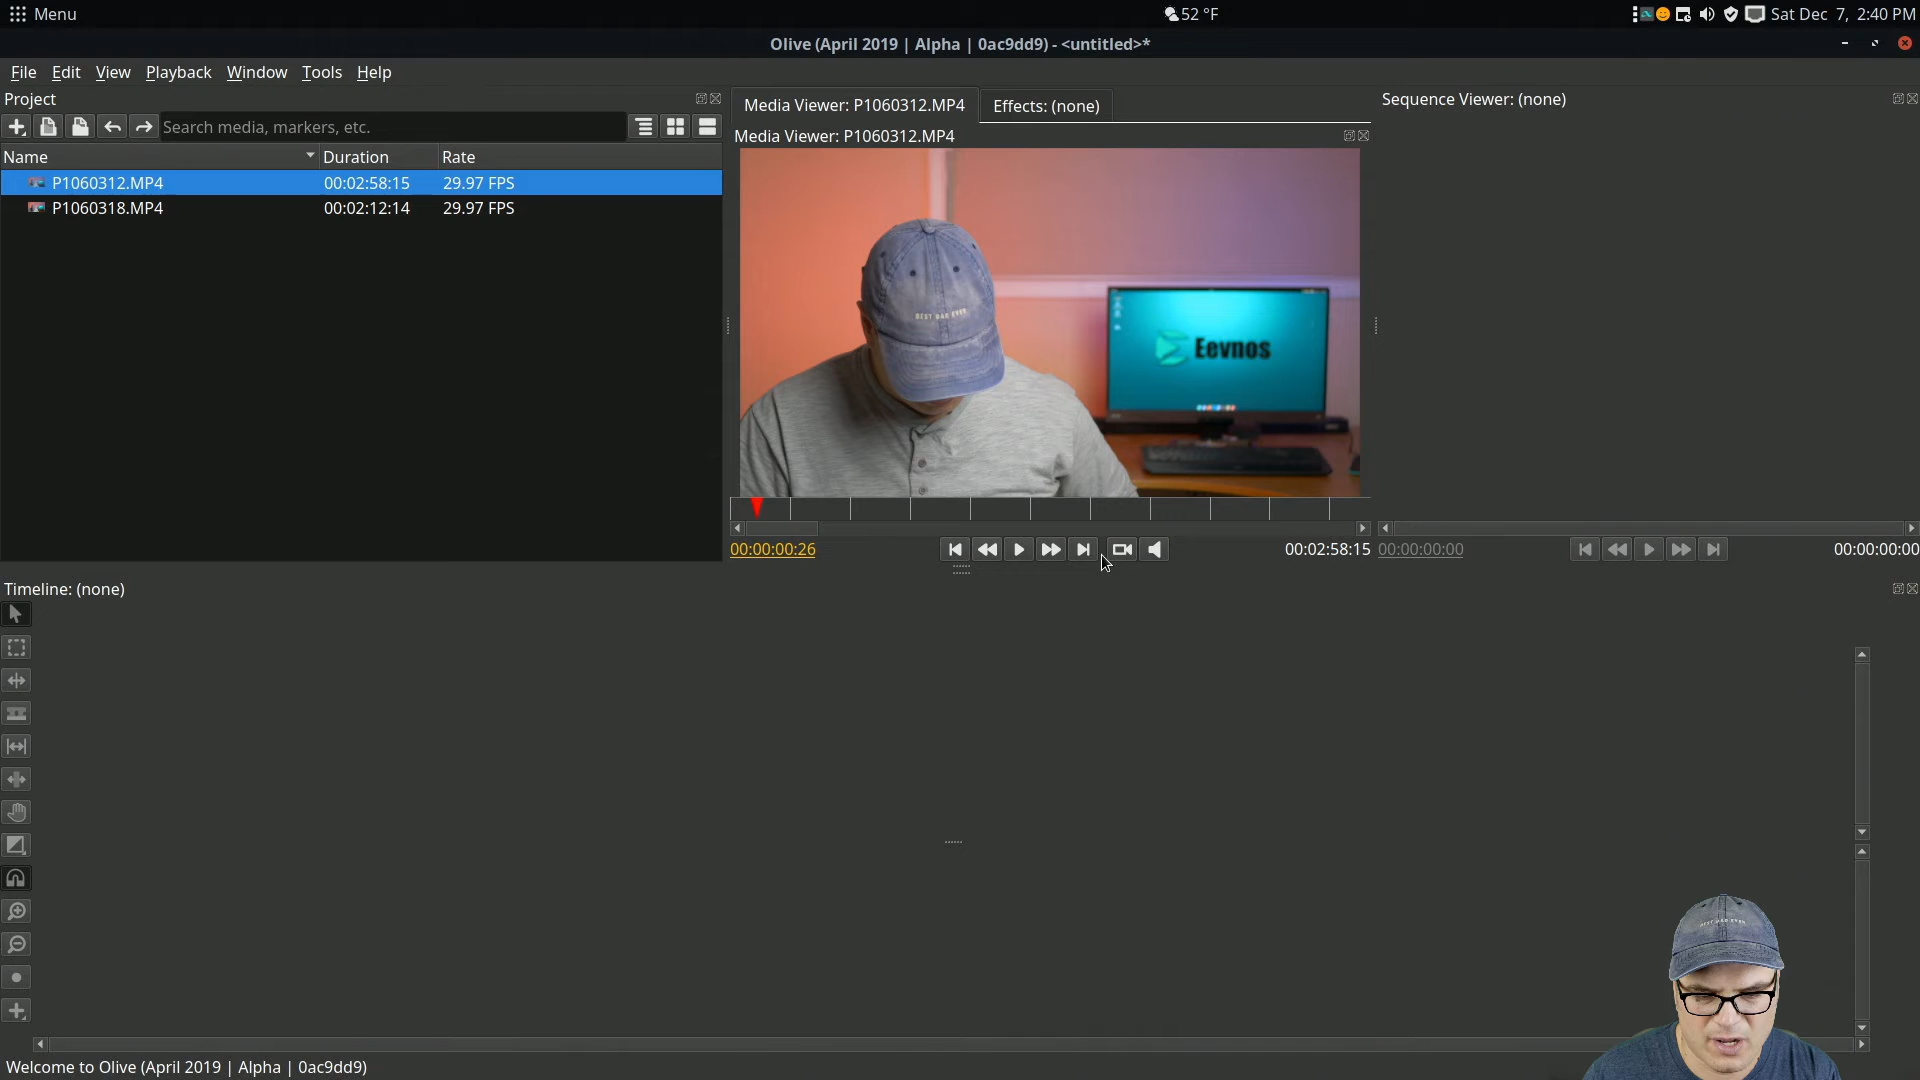 Menu
52 °F
Sat Dec 7, 2:40 PM
Olive (April 2019 | Alpha | 0ac9dd9) - <untitled>*
File Edit View Playback Window Tools Help
Project
Media Viewer: P1060312.MP4
Effects: (none)
Sequence Viewer: (none)
Search media, markers, etc.
Media Viewer: P1060312.MP4
Name Duration Rate
P1060312.MP4 00:02:58:15 29.97 FPS
P1060318.MP4 00:02:12:14 29.97 FPS
BEST DAD EVER
Eevnos
00:00:00:26
00:02:58:15
00:00:00:00
00:00:00:00
Timeline: (none)
Welcome to Olive (April 2019 | Alpha | 0ac9dd9)